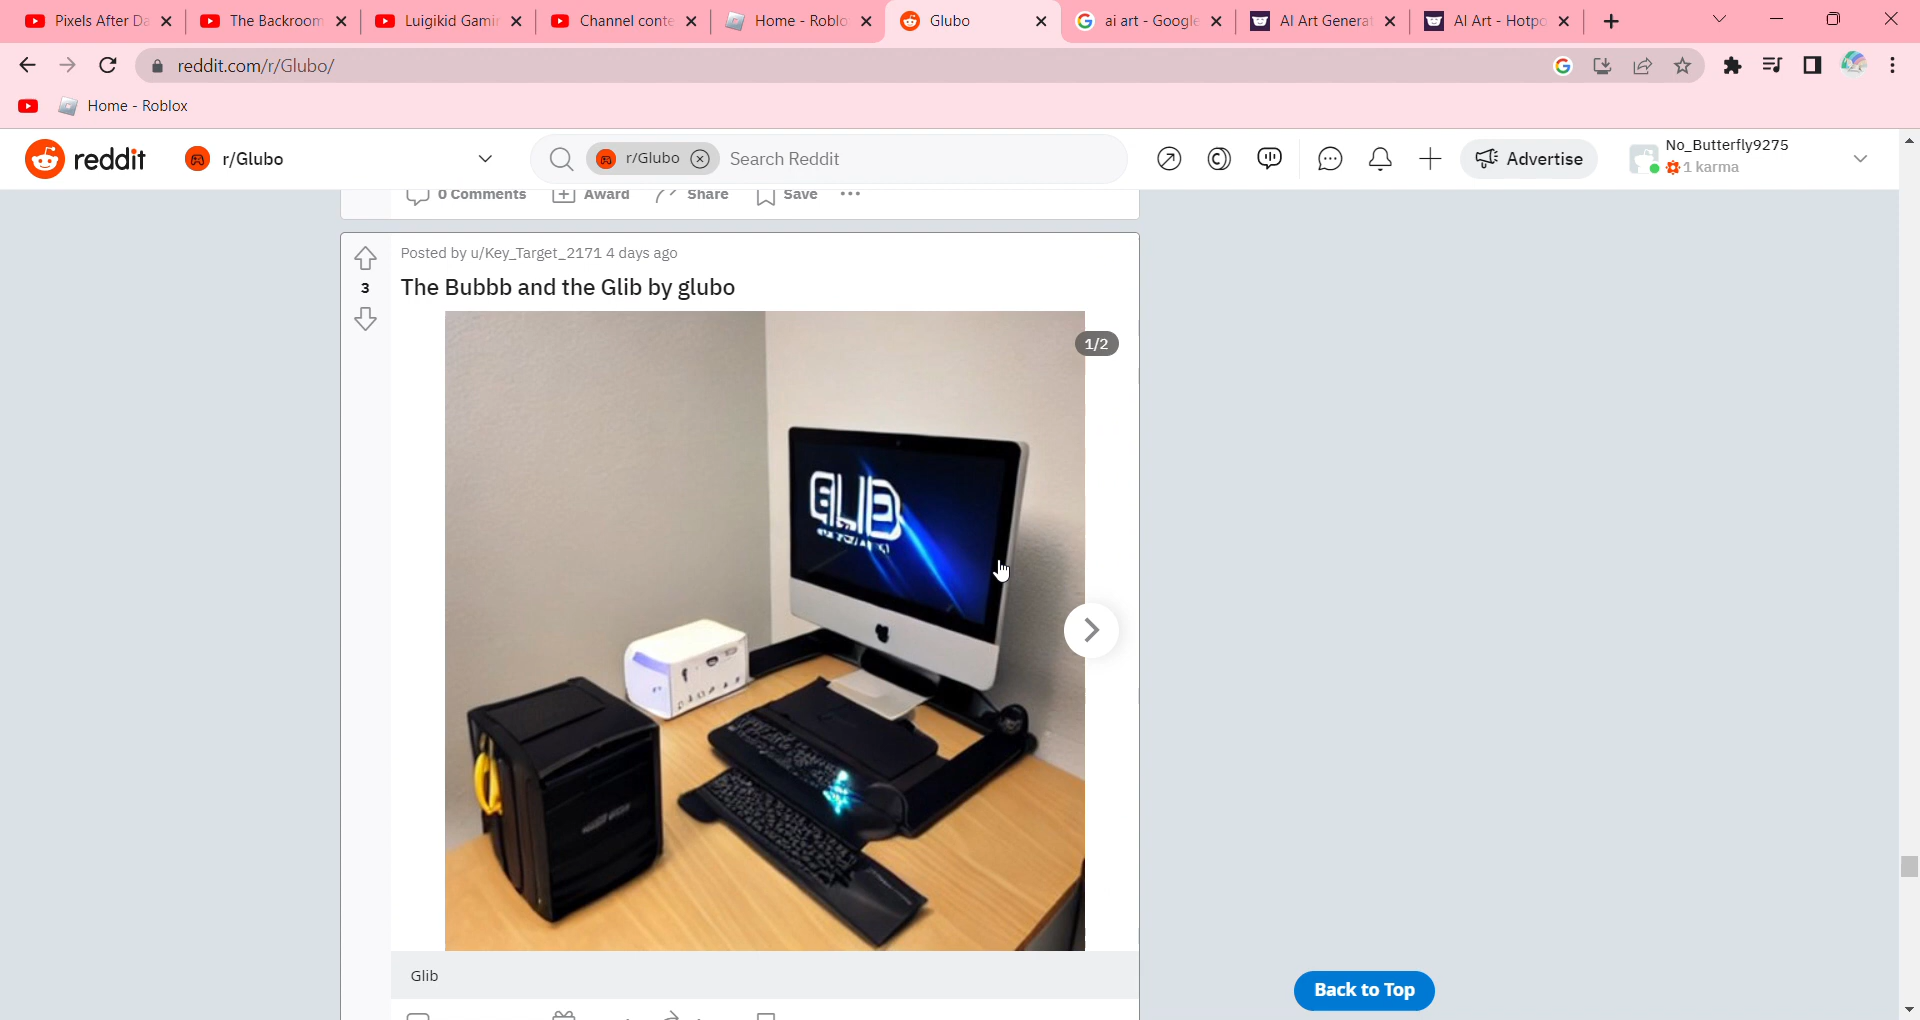 Pixels After Da
The Backroom
Luigikid Gami
Channel conte
Home - Roblo
Glubo
ai art - Google
AI Art Genera
AI Art - Hotpo
reddit.com/r/Glubo/
Home - Roblox
reddit
r/Glubo
r/Glubo
Search Reddit
Advertise
No_Butterfly9275
1 karma
0 Comments
Award
Share
Save
Posted by u/Key_Target_2171 4 days ago
3
The Bubbb and the Glib by glubo
1/2
GLIB
Glib
Back to Top